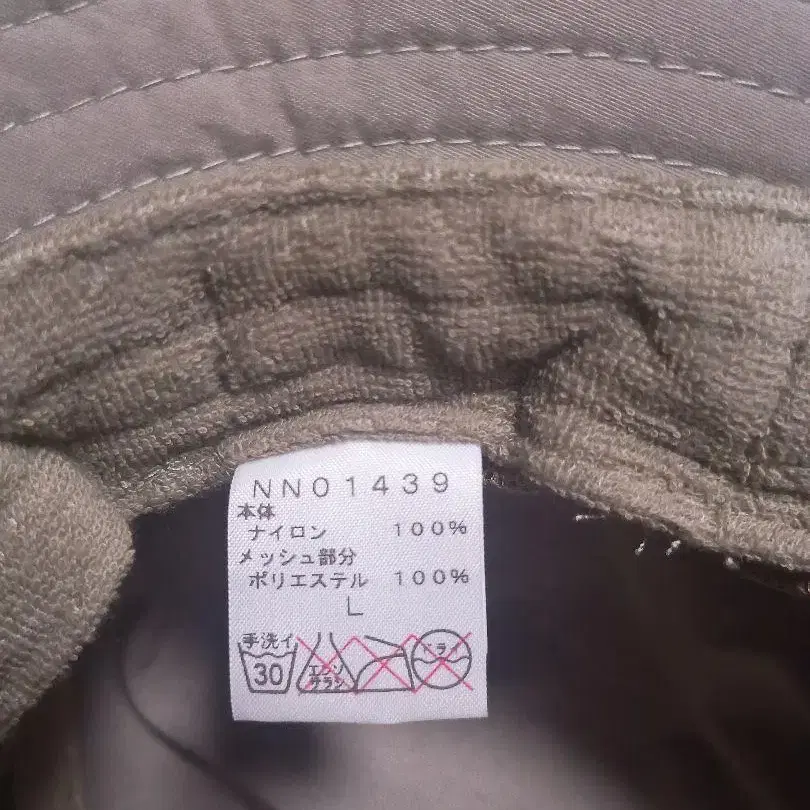 NN01439
本体
ナイロン 100%
メッシュ部分
ポリエステル 100%
L
手洗イ
30
エンソ
サラシ
ドライ